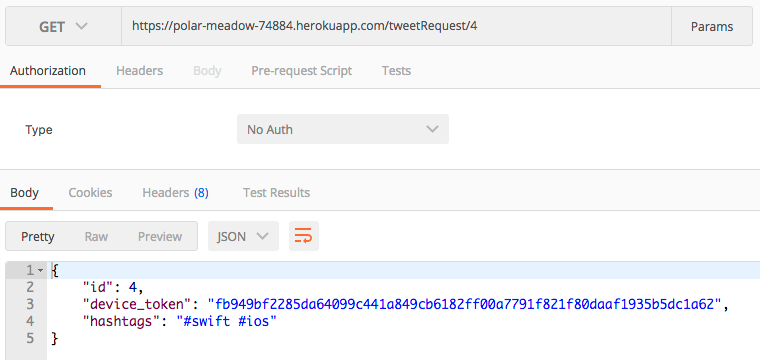 GET https://polar-meadow-74884.herokuapp.com/tweetRequest/4 Params
Authorization Headers Body Pre-request Script Tests
Type No Auth
Body Cookies Headers (8) Test Results
Pretty Raw Preview JSON
1 {
2 "id": 4,
3 "device_token": "fb949bf2285da64099c441a849cb6182ff00a7791f821f80daaf1935b5dc1a62",
4 "hashtags": "#swift #ios"
5 }